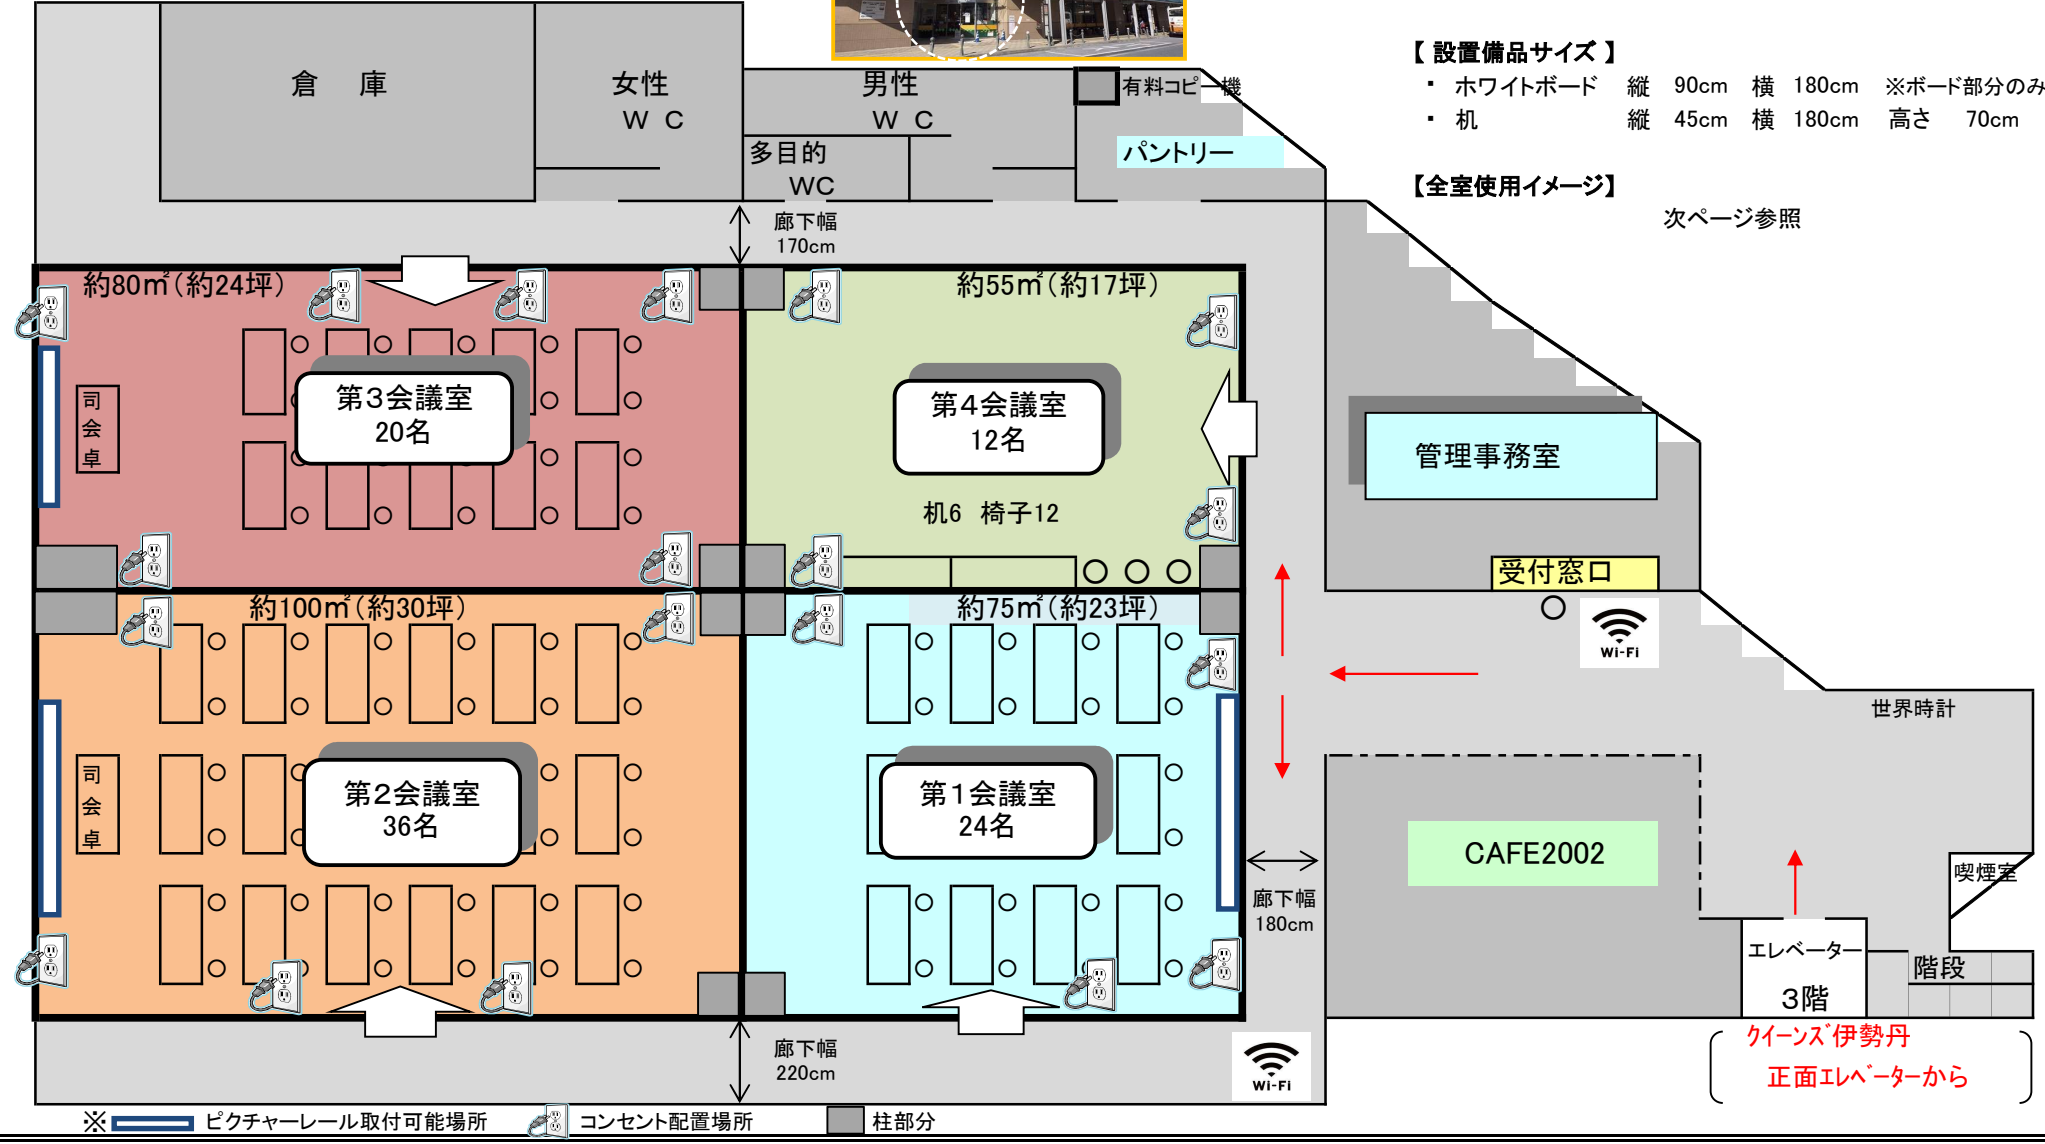 【 設置備品サイズ 】
・ ホワイトボード 縦 90cm 横 180cm ※ボード部分のみ
・ 机 縦 45cm 横 180cm 高さ 70cm
【全室使用イメージ】
次ページ参照
倉 庫
女性
ＷＣ
男性
ＷＣ
多目的
WC
有料コピー機
パントリー
廊下幅
170cm
約80㎡（約24坪）
司会卓
第３会議室
20名
約55㎡（約17坪）
第４会議室
12名
机6 椅子12
管理事務室
受付窓口
Wi-Fi
約100㎡（約30坪）
司会卓
第２会議室
36名
約75㎡（約23坪）
第１会議室
24名
世界時計
CAFE2002
喫煙室
廊下幅
180cm
エレベーター
３階
階段
クイーンズ伊勢丹
正面エレベーターから
廊下幅
220cm
Wi-Fi
※ ピクチャーレール取付可能場所 コンセント配置場所 柱部分